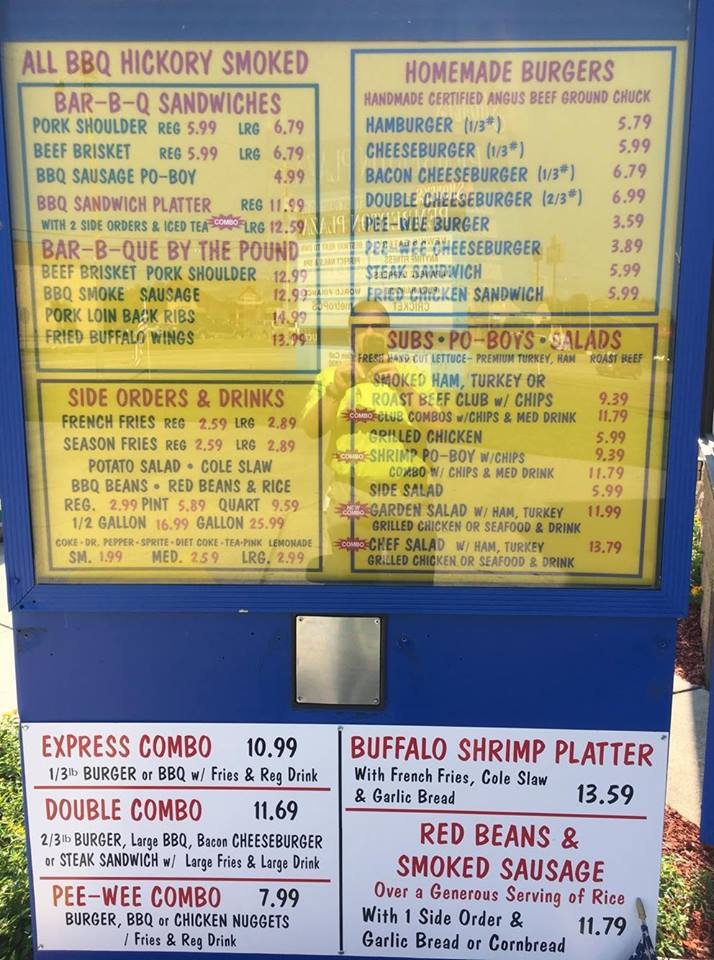 ALL BBQ HICKORY SMOKED
BAR-B-Q SANDWICHES
PORK SHOULDER REG 5.99 LRG 6.79
BEEF BRISKET REG 5.99 LRG 6.79
BBQ SAUSAGE PO-BOY 4.99
BBQ SANDWICH PLATTER REG 11.99
WITH 2 SIDE ORDERS & ICED TEA COMBO LRG 12.59
BAR-B-QUE BY THE POUND
BEEF BRISKET PORK SHOULDER 12.99
BBQ SMOKE SAUSAGE 12.99
PORK LOIN BACK RIBS 14.99
FRIED BUFFALO WINGS 13.99
SIDE ORDERS & DRINKS
FRENCH FRIES REG 2.59 LRG 2.89
SEASON FRIES REG 2.59 LRG 2.89
POTATO SALAD • COLE SLAW
BBQ BEANS • RED BEANS & RICE
REG. 2.99 PINT 5.89 QUART 9.59
1/2 GALLON 16.99 GALLON 25.99
COKE • DR. PEPPER • SPRITE • DIET COKE • TEA-PINK LEMONADE
SM. 1.99 MED. 2.59 LRG. 2.99
HOMEMADE BURGERS
HANDMADE CERTIFIED ANGUS BEEF GROUND CHUCK
HAMBURGER (1/3#) 5.79
CHEESEBURGER (1/3#) 5.99
BACON CHEESEBURGER (1/3#) 6.79
DOUBLE CHEESEBURGER (2/3#) 6.99
PEE-WEE BURGER 3.59
PEE-WEE CHEESEBURGER 3.89
STEAK SANDWICH 5.99
FRIED CHICKEN SANDWICH 5.99
SUBS • PO-BOYS • SALADS
FRESH HAND CUT LETTUCE- PREMIUM TURKEY, HAM ROAST BEEF
SMOKED HAM, TURKEY OR
ROAST BEEF CLUB w/ CHIPS 9.39
COMBO CLUB COMBOS w/CHIPS & MED DRINK 11.79
GRILLED CHICKEN 5.99
COMBO SHRIMP PO-BOY W/CHIPS 9.39
COMBO W/ CHIPS & MED DRINK 11.79
SIDE SALAD 5.99
NEW COMBO GARDEN SALAD W/ HAM, TURKEY 11.99
GRILLED CHICKEN OR SEAFOOD & DRINK
COMBO CHEF SALAD W/ HAM, TURKEY 13.79
GRILLED CHICKEN OR SEAFOOD & DRINK
EXPRESS COMBO 10.99
1/3lb BURGER or BBQ w/ Fries & Reg Drink
DOUBLE COMBO 11.69
2/3lb BURGER, Large BBQ, Bacon CHEESEBURGER
or STEAK SANDWICH w/ Large Fries & Large Drink
PEE-WEE COMBO 7.99
BURGER, BBQ or CHICKEN NUGGETS
/ Fries & Reg Drink
BUFFALO SHRIMP PLATTER
With French Fries, Cole Slaw
& Garlic Bread 13.59
RED BEANS &
SMOKED SAUSAGE
Over a Generous Serving of Rice
With 1 Side Order &
Garlic Bread or Cornbread 11.79